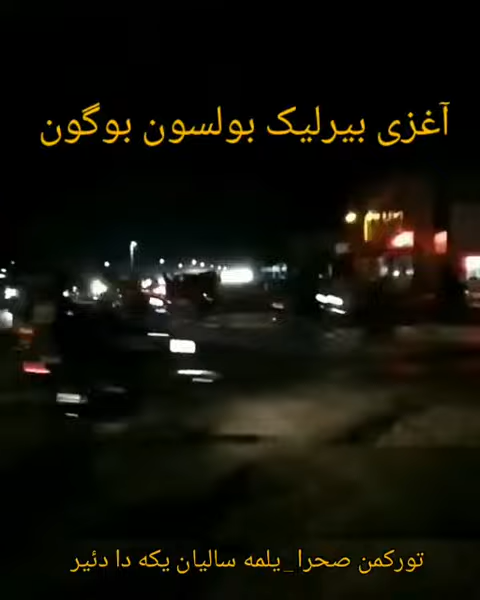 آغزی بیرلیک بولسون بوگون
تورکمن صحرا_یلمه سالیان یکه دا دئیر